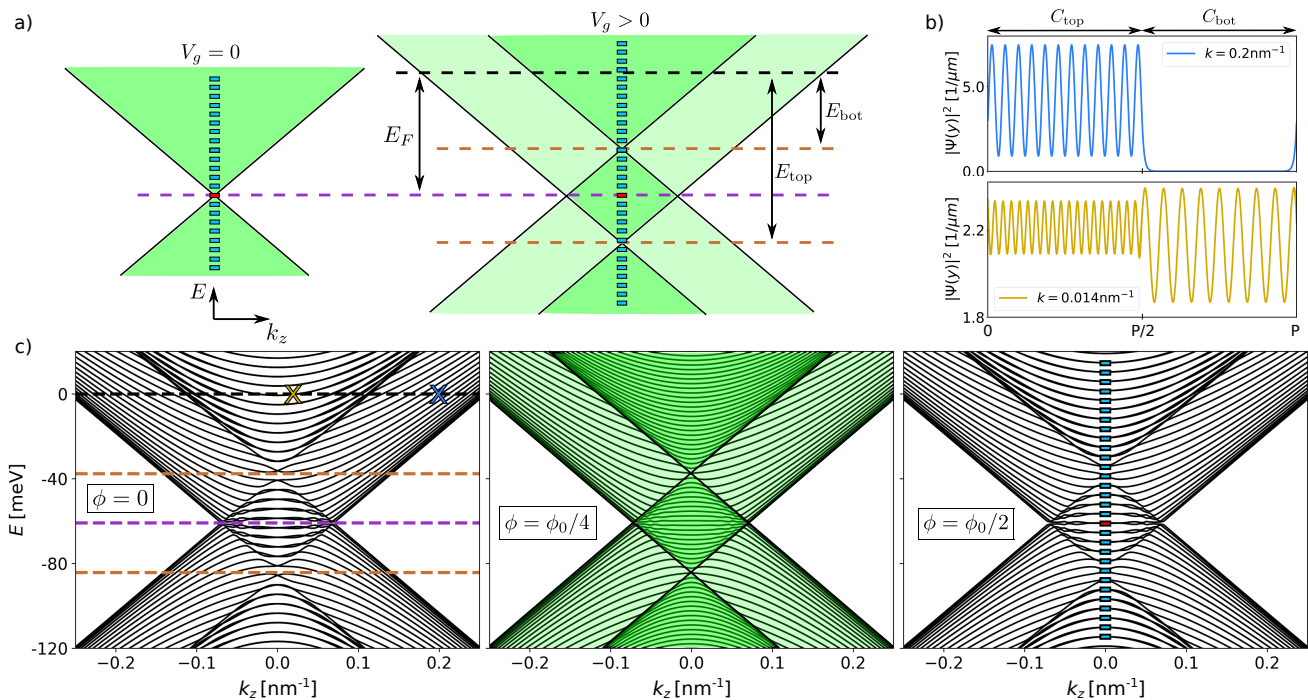 a)
V_g = 0
V_g > 0
E_F
E_bot
E_top
E
k_z
b)
C_top
C_bot
|Ψ(y)|² [1/μm]
5.0
0.0
k = 0.2nm⁻¹
|Ψ(y)|² [1/μm]
2.2
1.8
k = 0.014nm⁻¹
0
P/2
P
c)
E [meV]
0
-40
-80
-120
ϕ = 0
X
X
−0.2
−0.1
0.0
0.1
0.2
k_z [nm⁻¹]
ϕ = ϕ₀/4
−0.2
−0.1
0.0
0.1
0.2
k_z [nm⁻¹]
ϕ = ϕ₀/2
−0.2
−0.1
0.0
0.1
0.2
k_z [nm⁻¹]